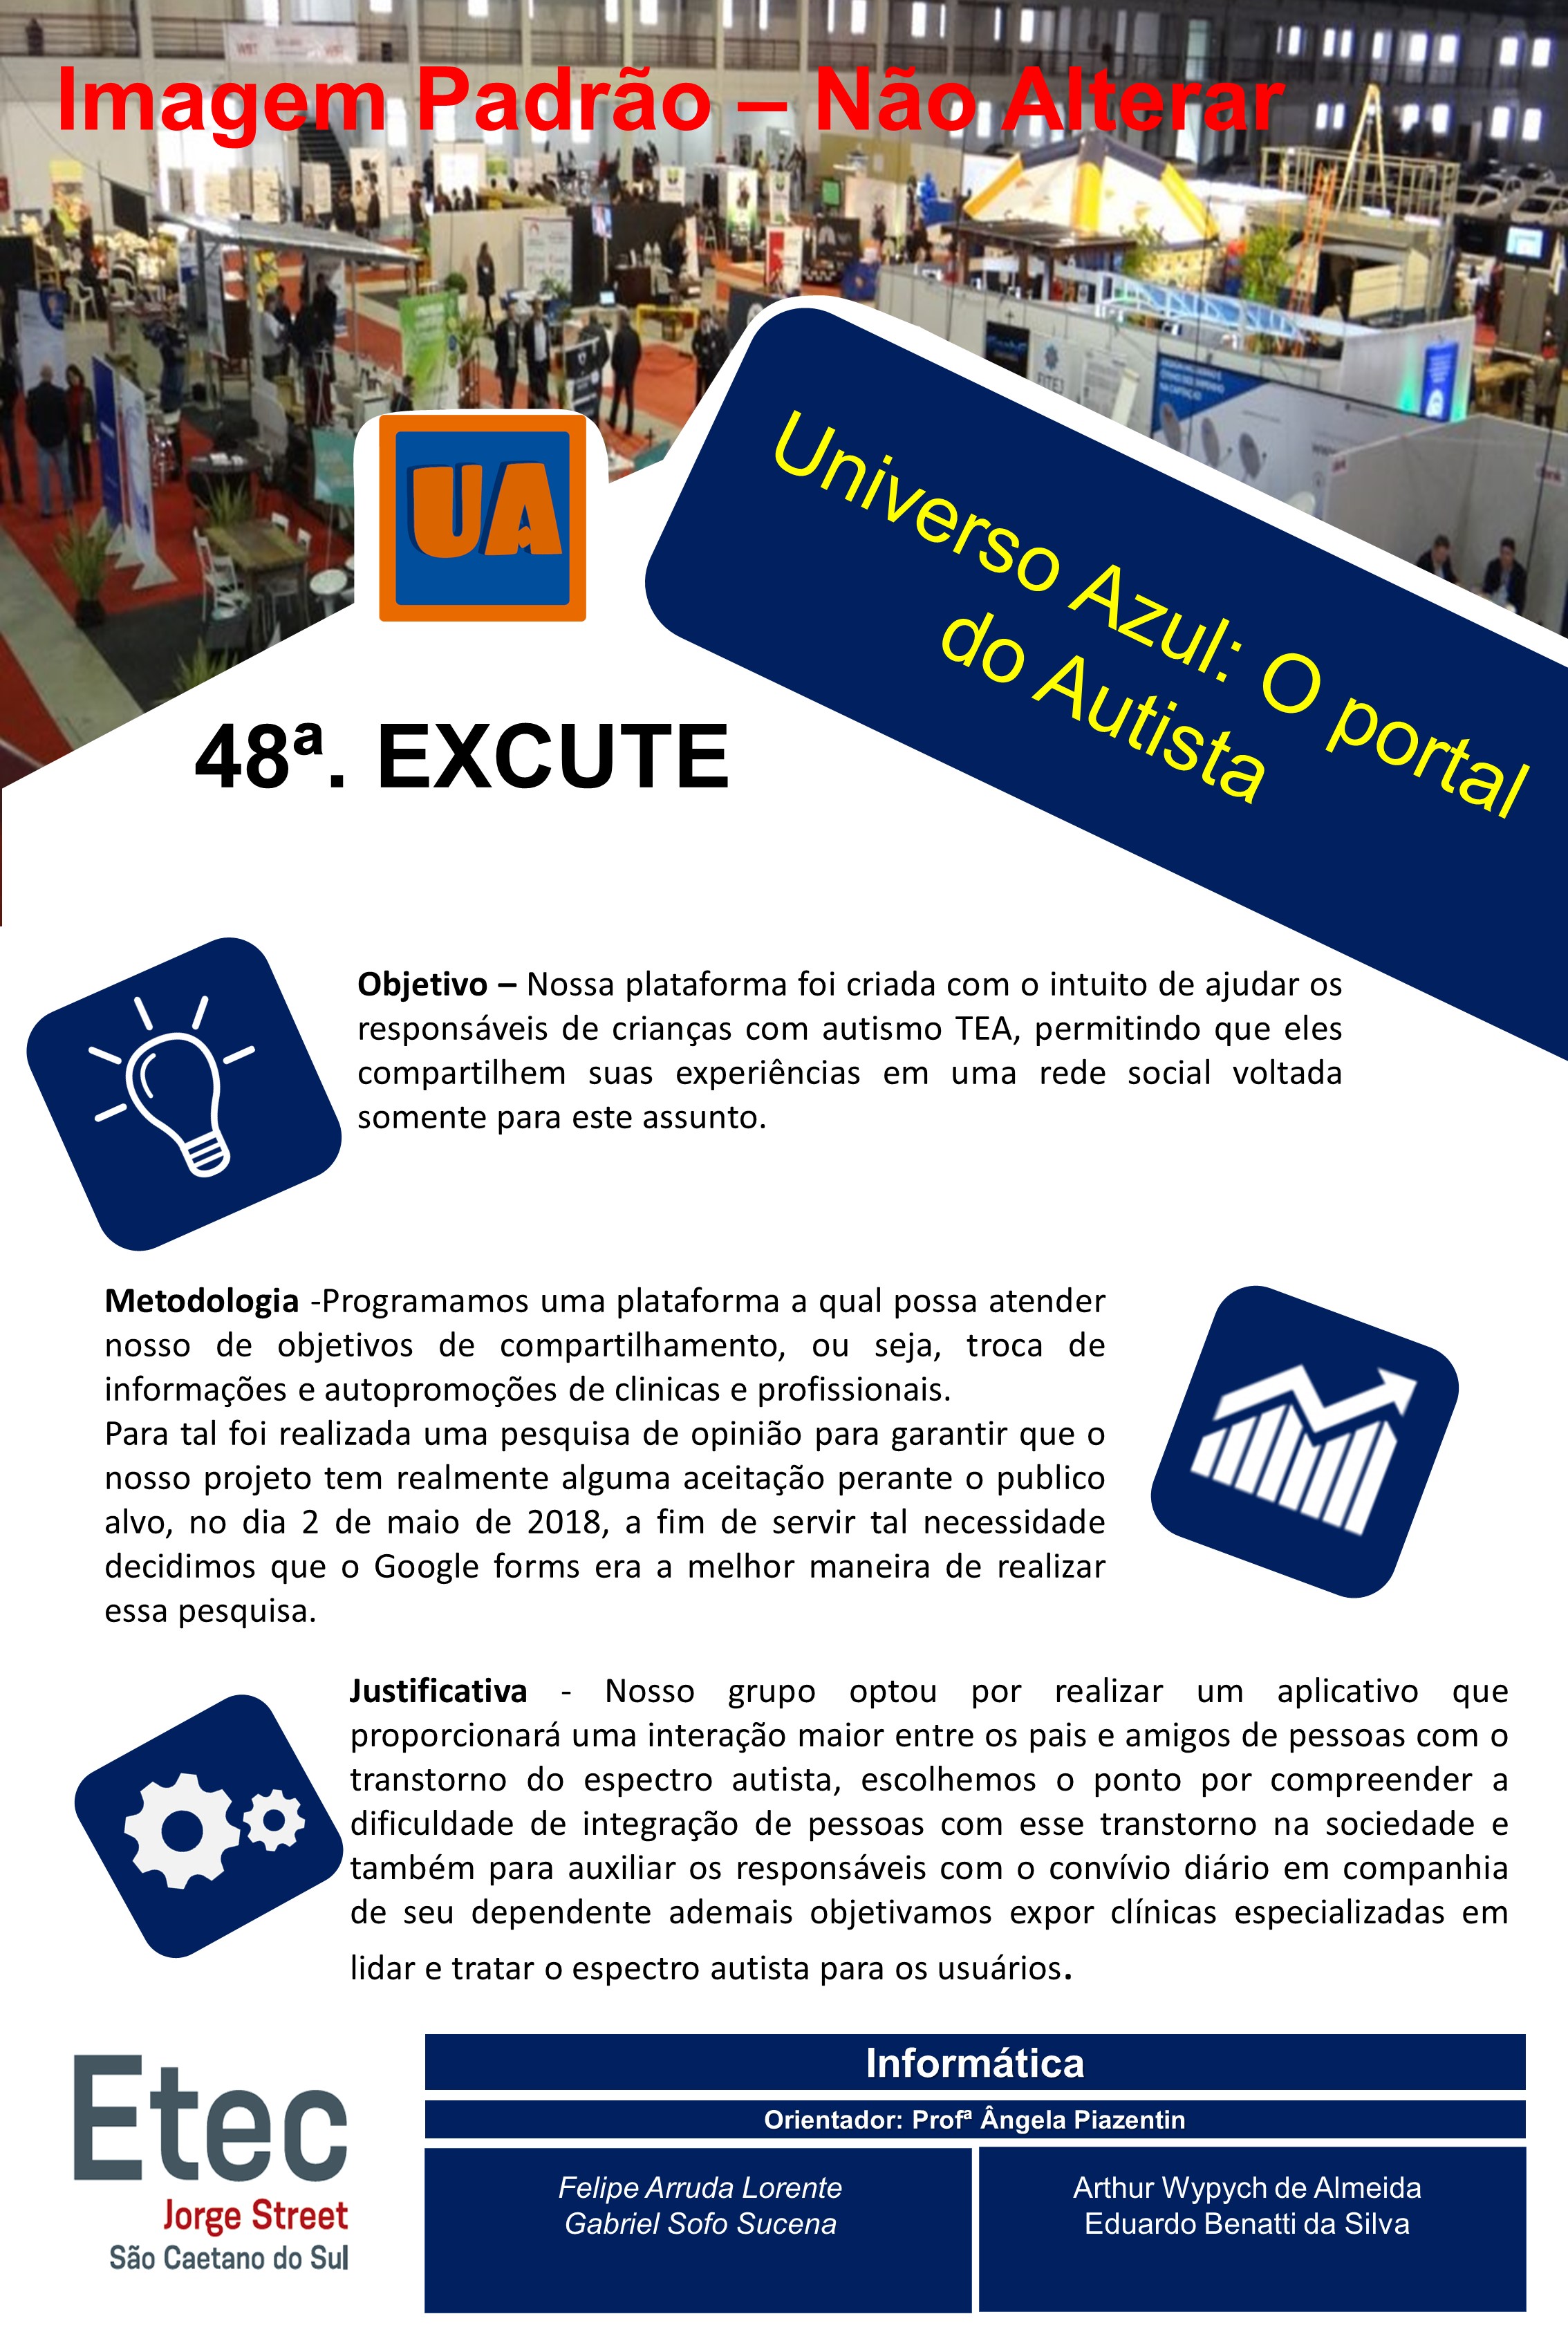 Imagem Padrão – Não Alterar
UA
Universo Azul: O portal
do Autista
48ª. EXCUTE
Objetivo – Nossa plataforma foi criada com o intuito de ajudar os
responsáveis de crianças com autismo TEA, permitindo que eles
compartilhem suas experiências em uma rede social voltada
somente para este assunto.
Metodologia -Programamos uma plataforma a qual possa atender
nosso de objetivos de compartilhamento, ou seja, troca de
informações e autopromoções de clinicas e profissionais.
Para tal foi realizada uma pesquisa de opinião para garantir que o
nosso projeto tem realmente alguma aceitação perante o publico
alvo, no dia 2 de maio de 2018, a fim de servir tal necessidade
decidimos que o Google forms era a melhor maneira de realizar
essa pesquisa.
Justificativa - Nosso grupo optou por realizar um aplicativo que
proporcionará uma interação maior entre os pais e amigos de pessoas com o
transtorno do espectro autista, escolhemos o ponto por compreender a
dificuldade de integração de pessoas com esse transtorno na sociedade e
também para auxiliar os responsáveis com o convívio diário em companhia
de seu dependente ademais objetivamos expor clínicas especializadas em
lidar e tratar o espectro autista para os usuários.
Etec
Jorge Street
São Caetano do Sul
Informática
Orientador: Profª Ângela Piazentin
Felipe Arruda Lorente
Gabriel Sofo Sucena
Arthur Wypych de Almeida
Eduardo Benatti da Silva